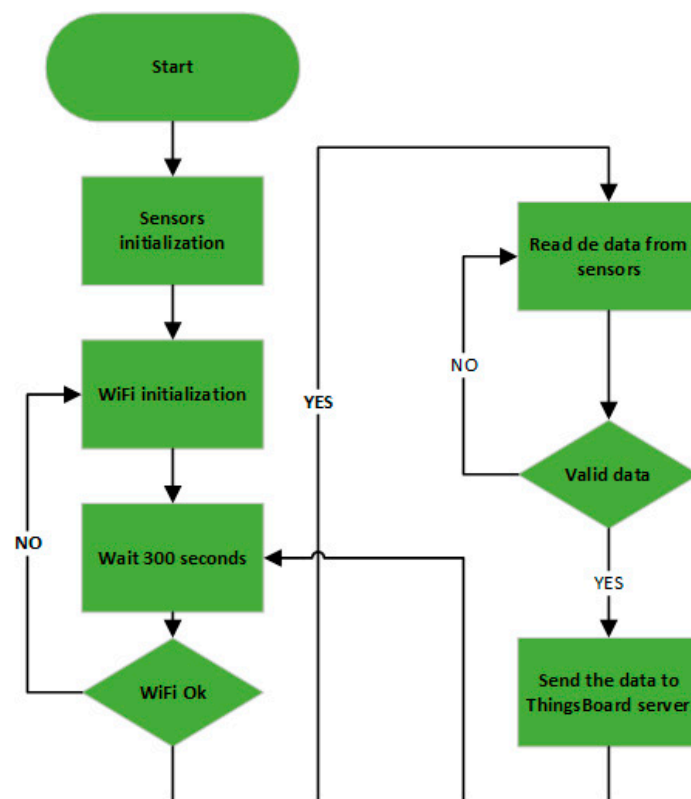 Start
Sensors
initialization
WiFi initialization
NO
Wait 300 seconds
WiFi Ok
YES
Read de data from
sensors
NO
Valid data
YES
Send the data to
ThingsBoard server